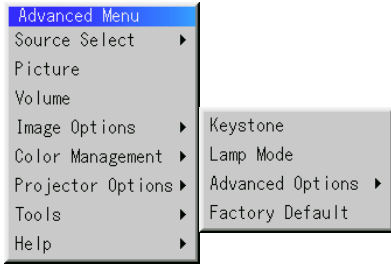 Advanced Menu
Source Select
Picture
Volume
Image Options
Color Management
Projector Options
Tools
Help
Keystone
Lamp Mode
Advanced Options
Factory Default